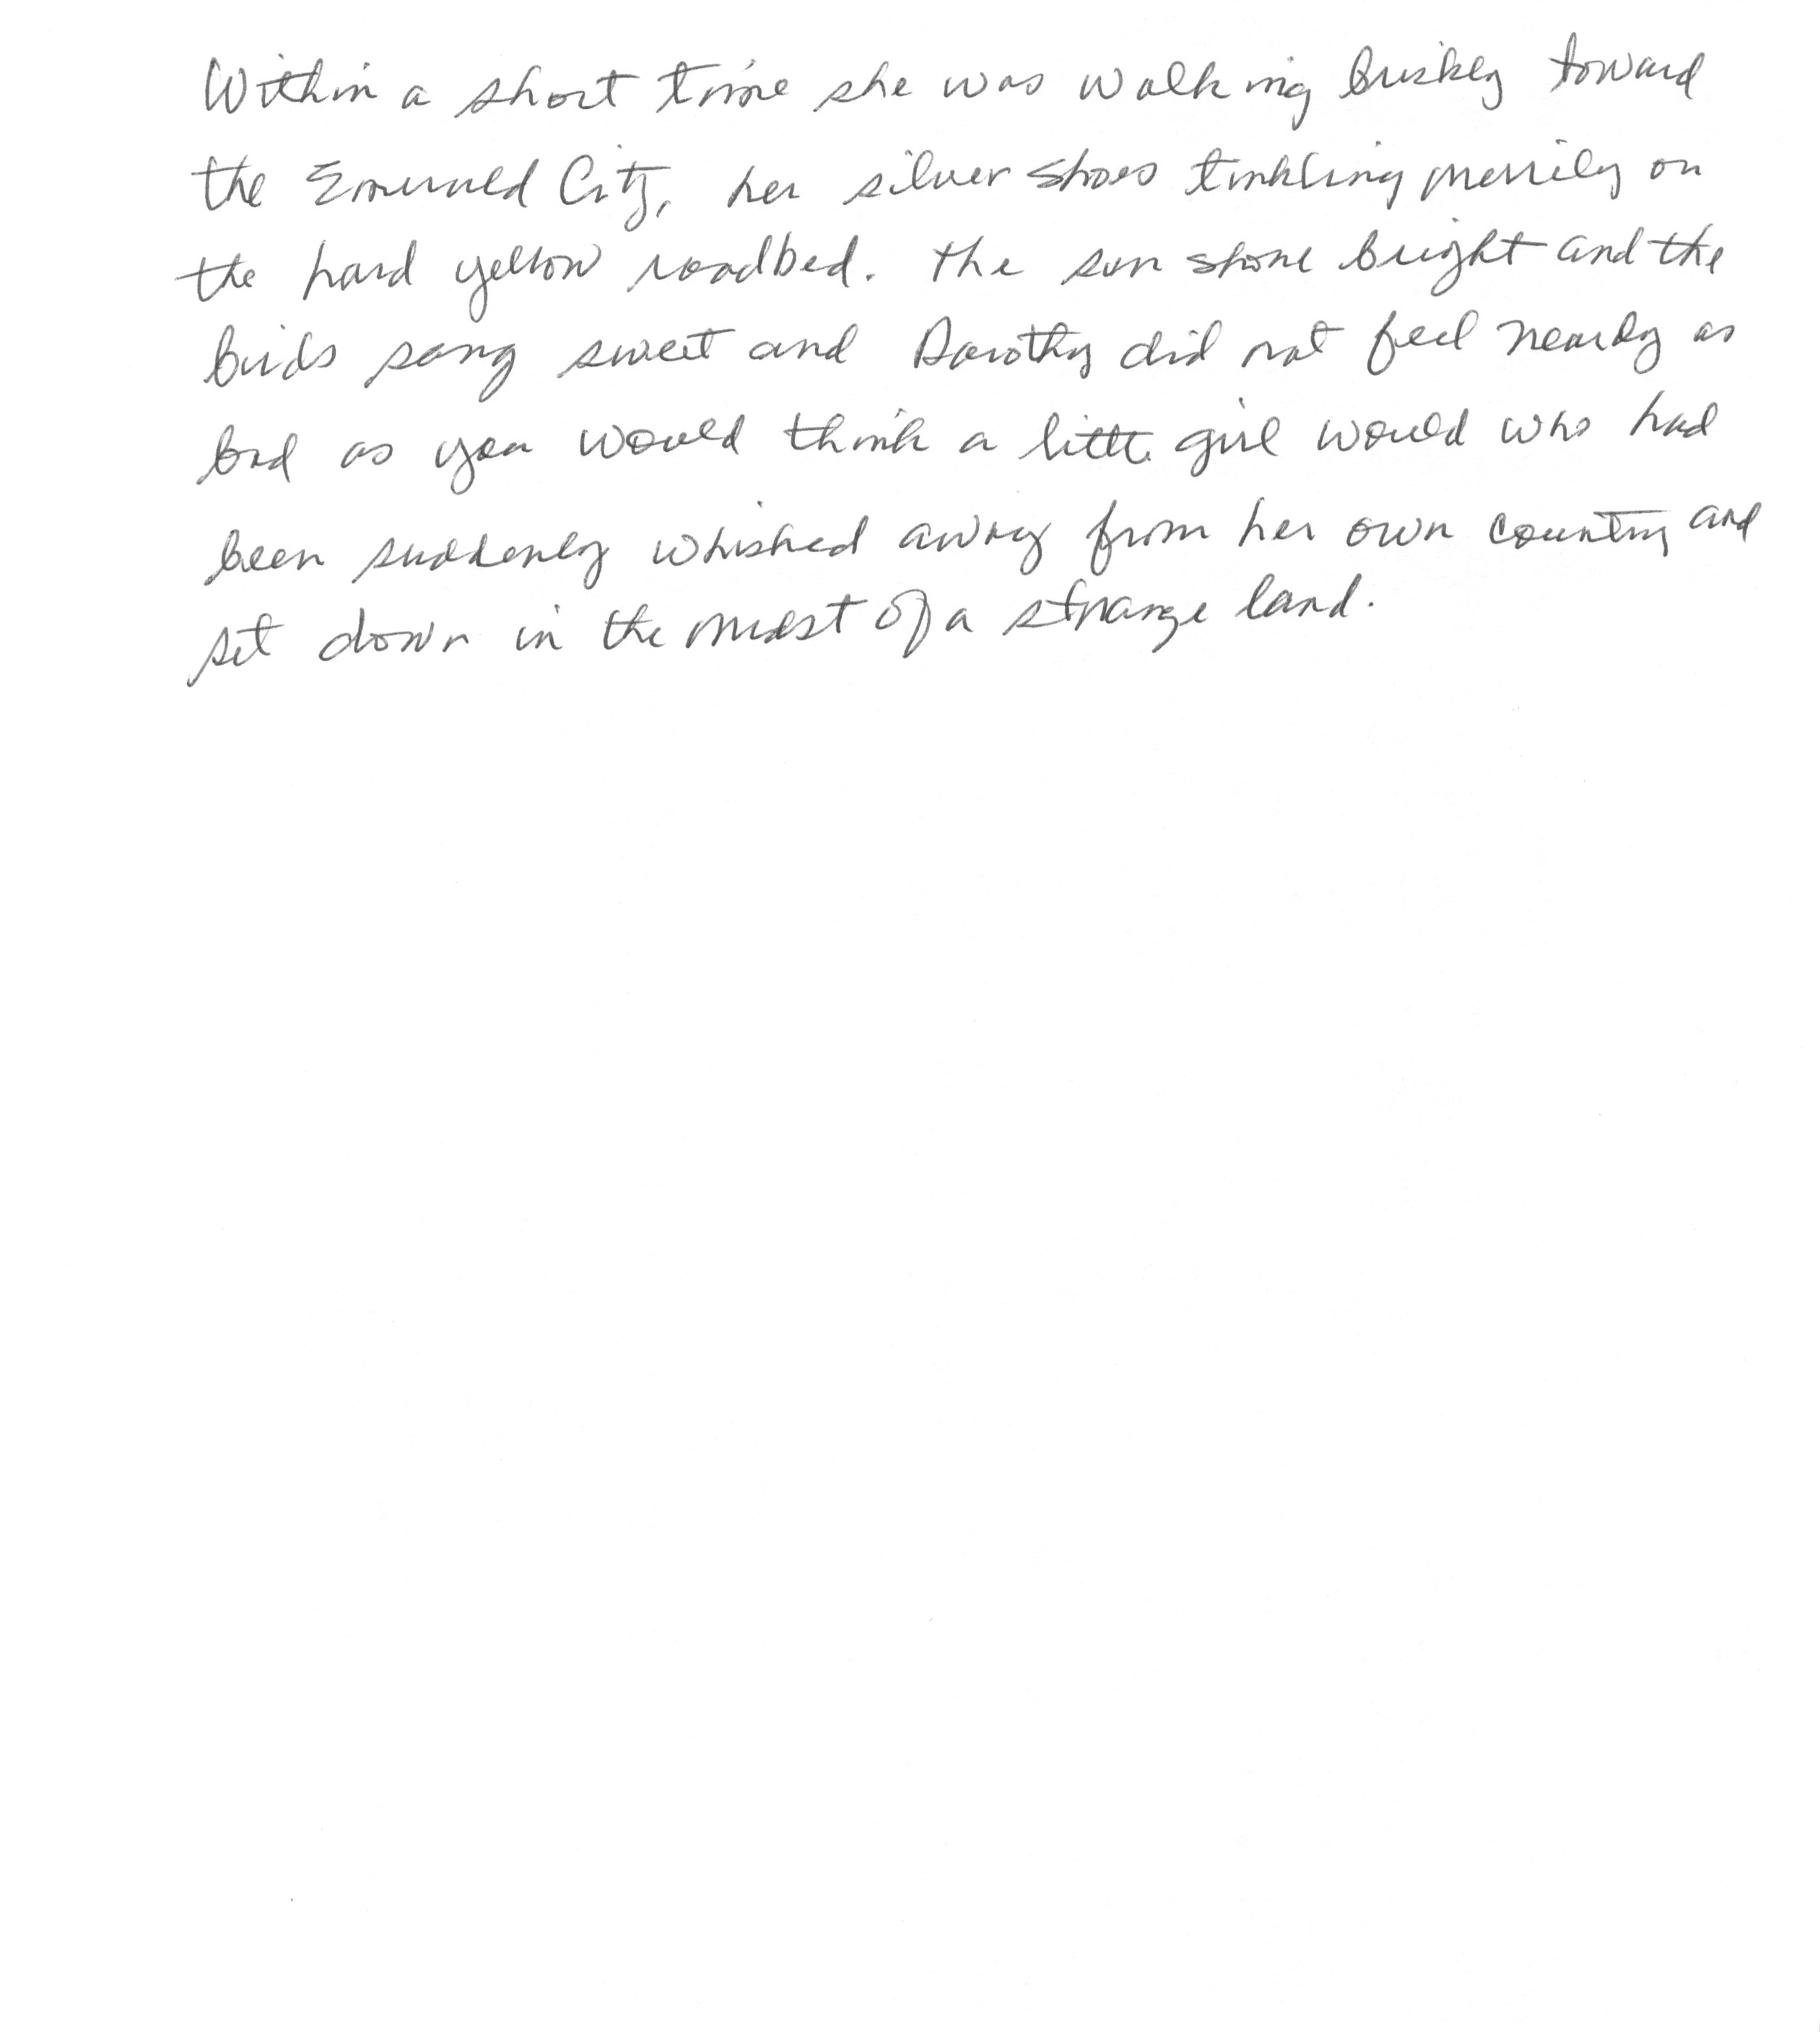 Within a short time she was walking briskly toward
the Emerald City, her silver shoes tinkling merrily on
the hard yellow roadbed. The sun shone bright and the
birds sang sweet and Dorothy did not feel nearly as
bad as you would think a little girl would who had
been suddenly whisked away from her own country and
set down in the midst of a strange land.